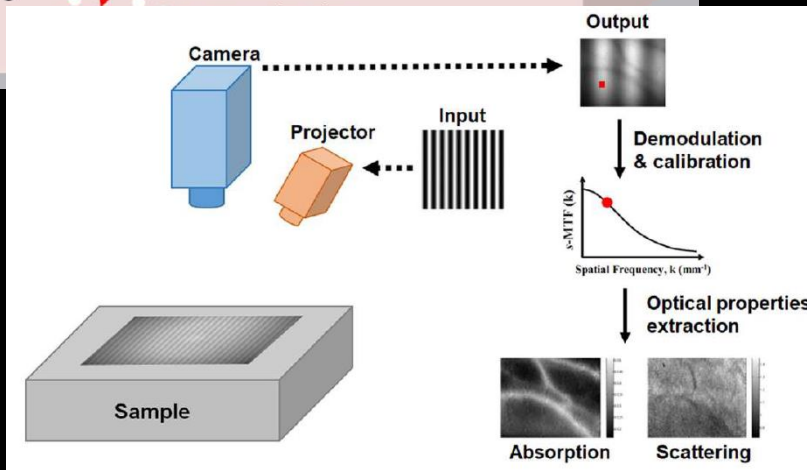 Output
Camera
Input
Projector
Demodulation
& calibration
s-MTF (k)
Spatial Frequency, k (mm⁻¹)
Optical properties
extraction
Sample
Absorption
Scattering